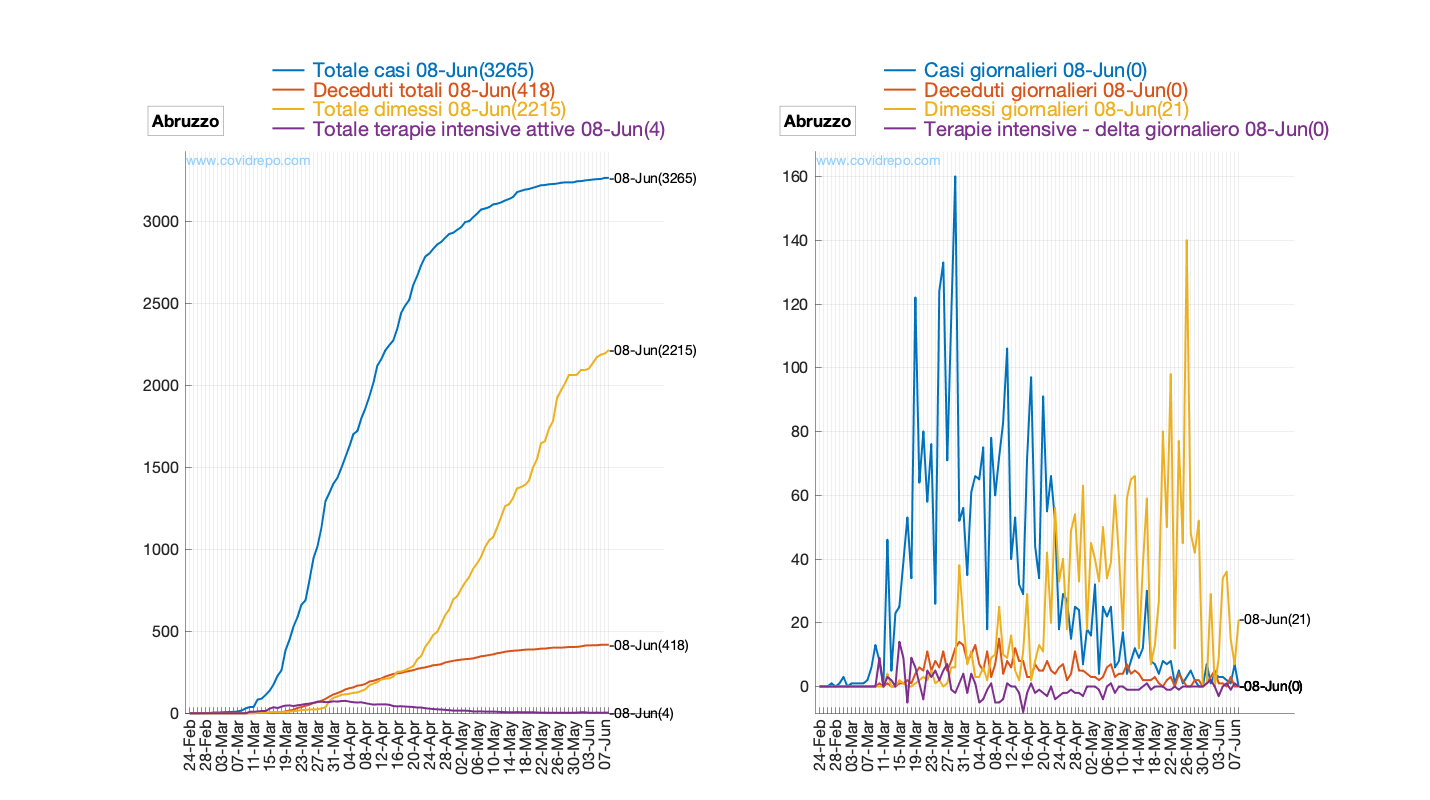 Totale casi 08-Jun(3265)
Deceduti totali 08-Jun(418)
Totale dimessi 08-Jun(2215)
Totale terapie intensive attive 08-Jun(4)
Abruzzo
www.covidrepo.com
08-Jun(3265)
3000
2500
08-Jun(2215)
2000
1500
1000
500
08-Jun(418)
0
08-Jun(4)
24-Feb
28-Feb
03-Mar
07-Mar
11-Mar
15-Mar
19-Mar
23-Mar
27-Mar
31-Mar
04-Apr
08-Apr
12-Apr
16-Apr
20-Apr
24-Apr
28-Apr
02-May
06-May
10-May
14-May
18-May
22-May
26-May
30-May
03-Jun
07-Jun
Casi giornalieri 08-Jun(0)
Deceduti giornalieri 08-Jun(0)
Dimessi giornalieri 08-Jun(21)
Terapie intensive - delta giornaliero 08-Jun(0)
Abruzzo
www.covidrepo.com
160
140
120
100
80
60
40
20
08-Jun(21)
0
08-Jun(0)
24-Feb
28-Feb
03-Mar
07-Mar
11-Mar
15-Mar
19-Mar
23-Mar
27-Mar
31-Mar
04-Apr
08-Apr
12-Apr
16-Apr
20-Apr
24-Apr
28-Apr
02-May
06-May
10-May
14-May
18-May
22-May
26-May
30-May
03-Jun
07-Jun